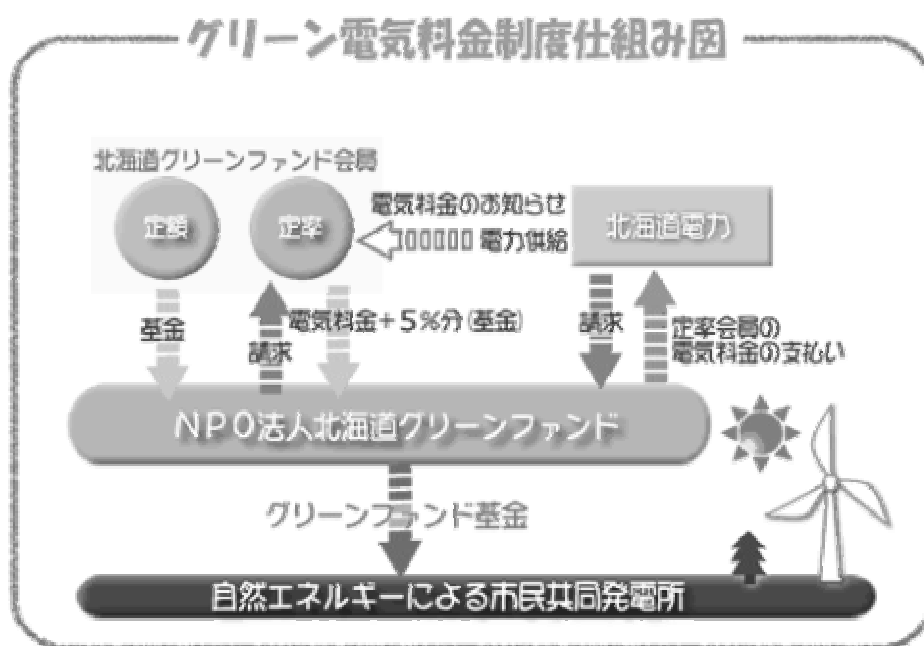 グリーン電気料金制度仕組み図
北海道グリーンファンド会員
定額
定率
電気料金のお知らせ
電力供給
北海道電力
基金
請求
電気料金+5%分(基金)
請求
定率会員の
電気料金の支払い
NPO法人北海道グリーンファンド
グリーンファンド基金
自然エネルギーによる市民共同発電所